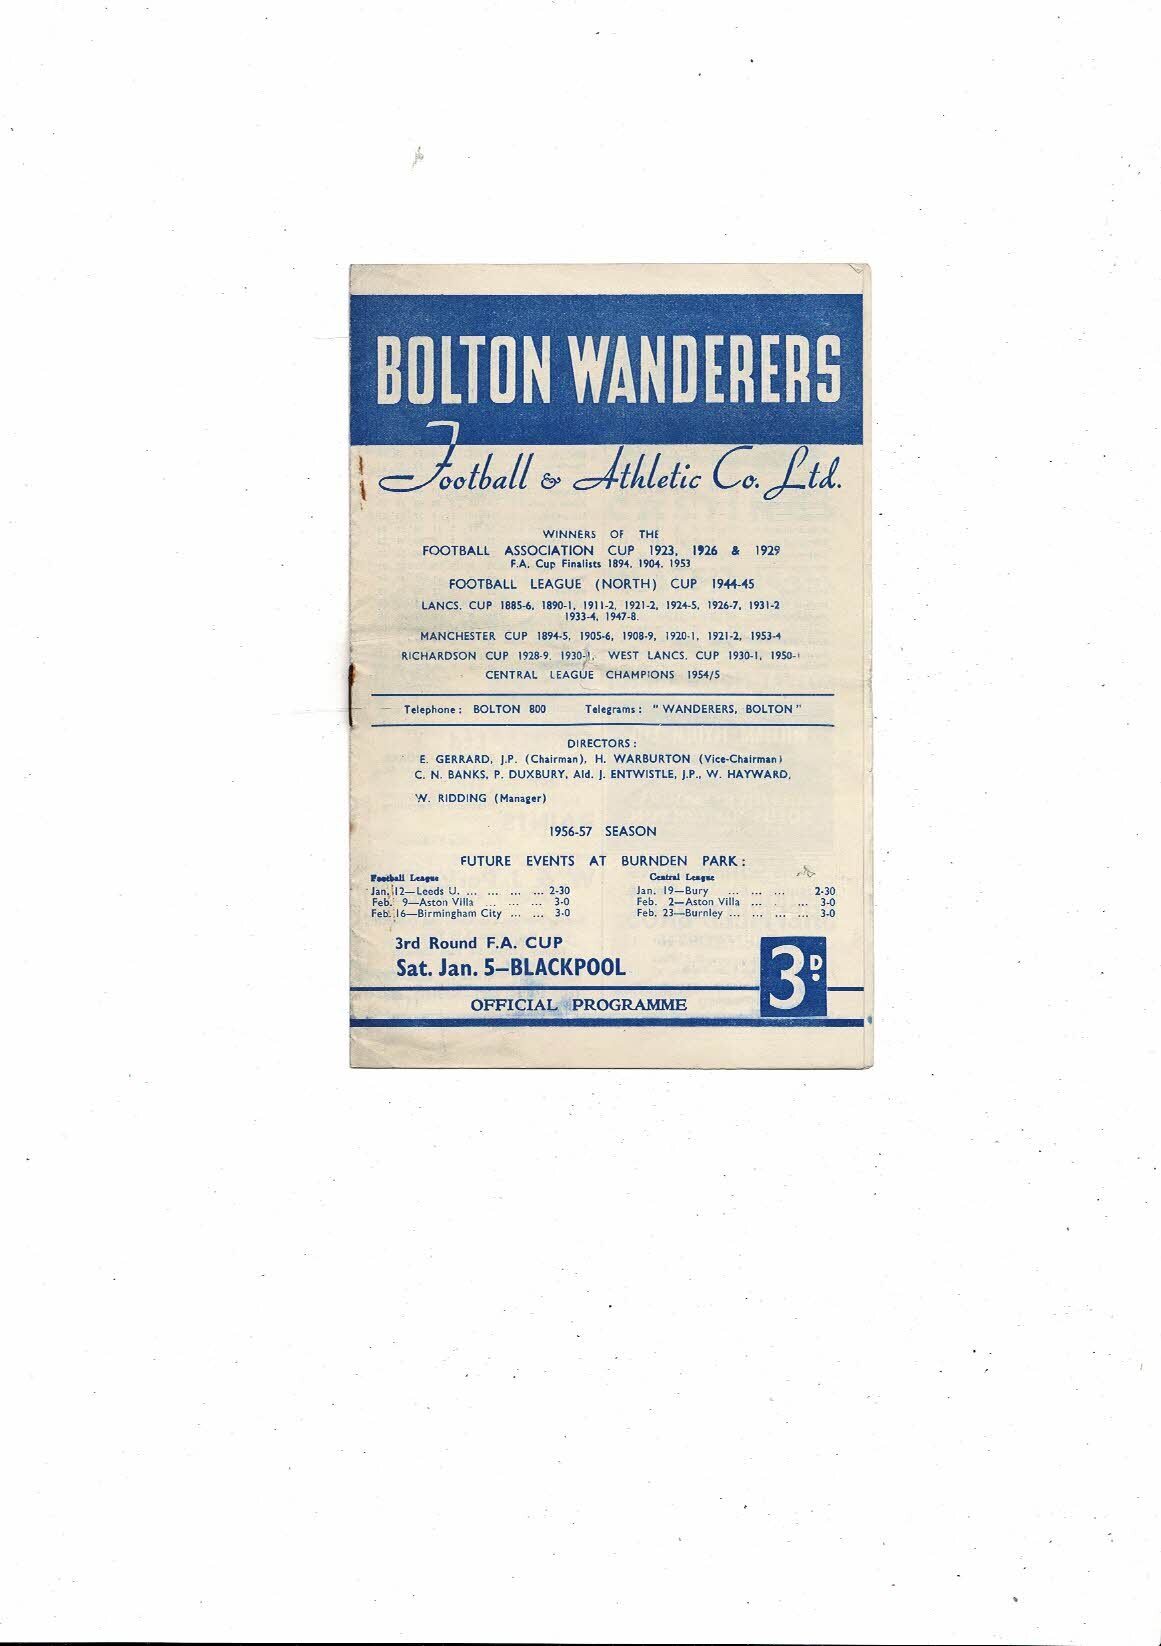 BOLTON WANDERERS
Football & Athletic Co. Ltd.
WINNERS OF THE
FOOTBALL ASSOCIATION CUP 1923, 1926 & 1929
F.A. Cup Finalists 1894, 1904, 1953
FOOTBALL LEAGUE (NORTH) CUP 1944-45
LANCS. CUP 1885-6, 1890-1, 1911-2, 1921-2, 1924-5, 1926-7, 1931-2
1933-4, 1947-8.
MANCHESTER CUP 1894-5, 1905-6, 1908-9, 1920-1, 1921-2, 1953-4
RICHARDSON CUP 1928-9, 1930-1, WEST LANCS. CUP 1930-1, 1950-1
CENTRAL LEAGUE CHAMPIONS 1954/5
Telephone: BOLTON 800 Telegrams: "WANDERERS, BOLTON"
DIRECTORS:
E. GERRARD, J.P. (Chairman), H. WARBURTON (Vice-Chairman)
C. N. BANKS, P. DUXBURY, Ald. J. ENTWISTLE, J.P., W. HAYWARD,
W. RIDDING (Manager)
1956-57 SEASON
FUTURE EVENTS AT BURNDEN PARK:
Football League Central League
Jan. 12—Leeds U. ... ... ... ... 2-30 Jan. 19—Bury ... ... ... 2-30
Feb. 9—Aston Villa ... ... ... 3-0 Feb. 2—Aston Villa ... . ... 3-0
Feb. 16—Birmingham City ... ... 3-0 Feb. 23—Burnley ... ... ... ... 3-0
3rd Round F.A. CUP
Sat. Jan. 5—BLACKPOOL
3D.
OFFICIAL PROGRAMME